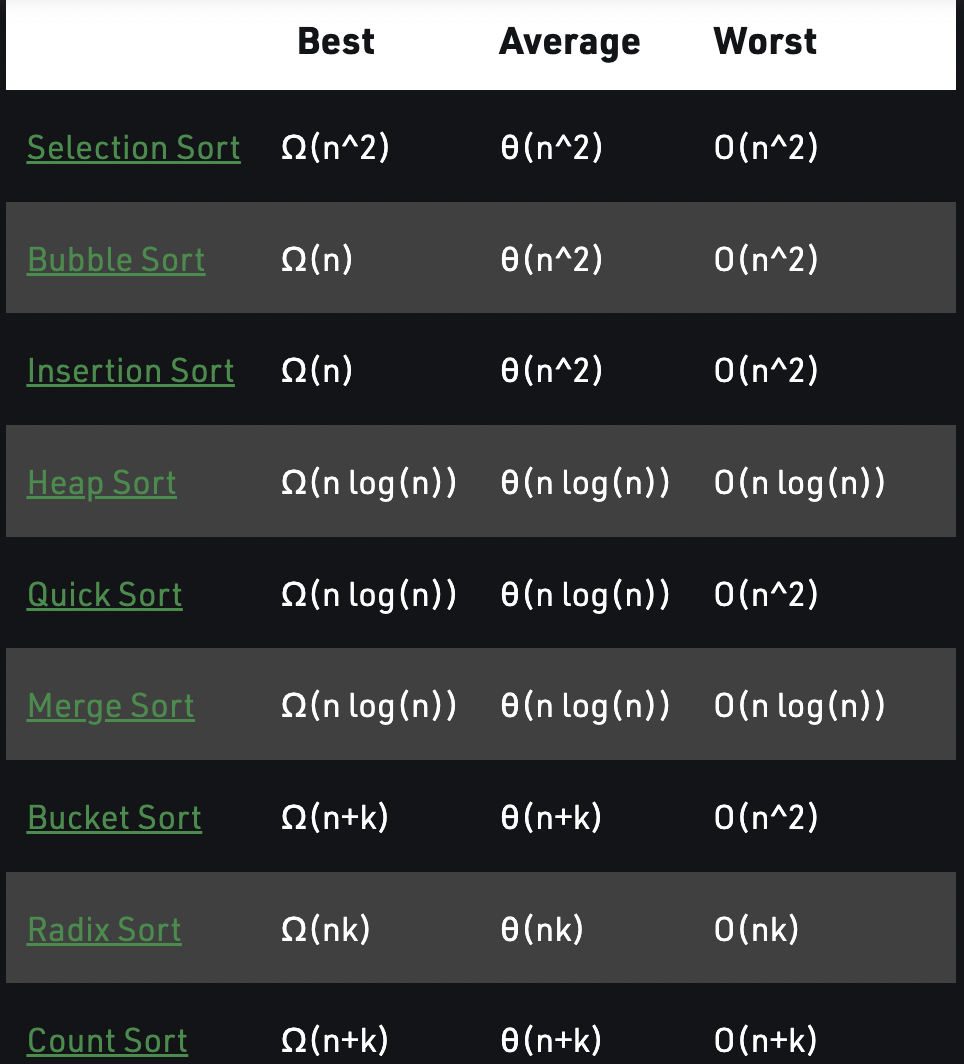 Best Average Worst
Selection Sort Ω(n^2) θ(n^2) O(n^2)
Bubble Sort Ω(n) θ(n^2) O(n^2)
Insertion Sort Ω(n) θ(n^2) O(n^2)
Heap Sort Ω(n log(n)) θ(n log(n)) O(n log(n))
Quick Sort Ω(n log(n)) θ(n log(n)) O(n^2)
Merge Sort Ω(n log(n)) θ(n log(n)) O(n log(n))
Bucket Sort Ω(n+k) θ(n+k) O(n^2)
Radix Sort Ω(nk) θ(nk) O(nk)
Count Sort Ω(n+k) θ(n+k) O(n+k)